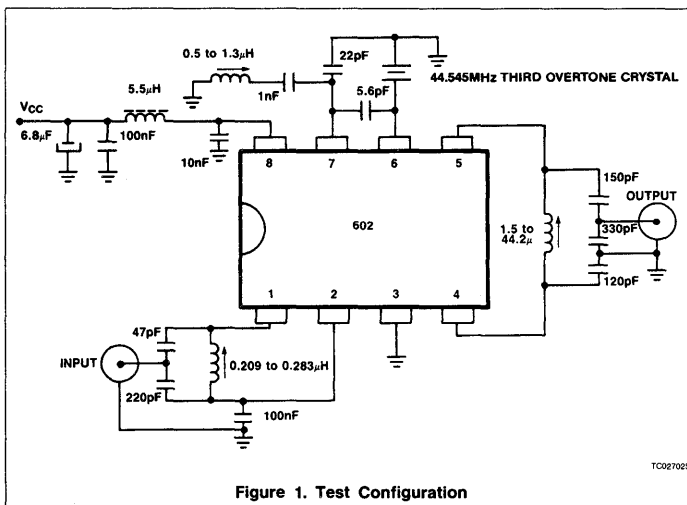 0.5 to 1.3μH
22pF
44.545MHz THIRD OVERTONE CRYSTAL
5.5μH
1nF
5.6pF
VCC
6.8μF
100nF
10nF
8
7
6
5
150pF
OUTPUT
602
1.5 to
44.2μ
330pF
120pF
1
2
3
4
47pF
INPUT
0.209 to 0.283μH
220pF
100nF
TC02702S
Figure 1. Test Configuration